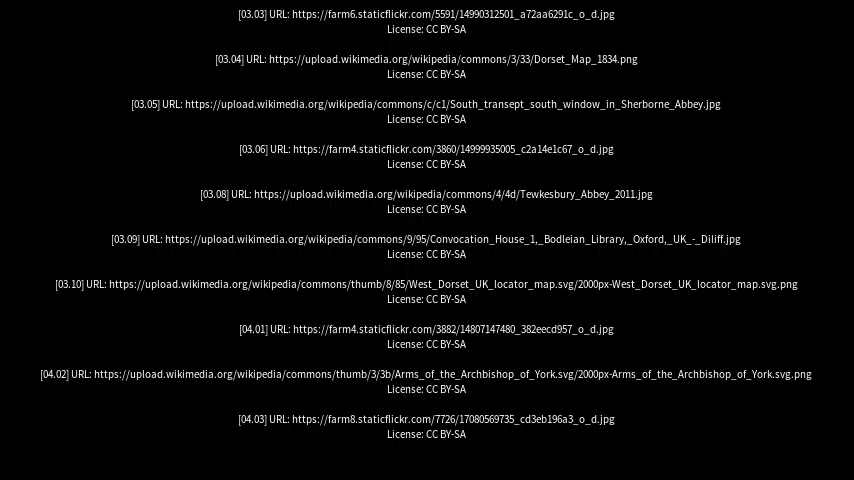 [03.03] URL: https://farm6.staticflickr.com/5591/14990312501_a72aa6291c_o_d.jpg
License: CC BY-SA
[03.04] URL: https://upload.wikimedia.org/wikipedia/commons/3/33/Dorset_Map_1834.png
License: CC BY-SA
[03.05] URL: https://upload.wikimedia.org/wikipedia/commons/c/c1/South_transept_south_window_in_Sherborne_Abbey.jpg
License: CC BY-SA
[03.06] URL: https://farm4.staticflickr.com/3860/14999935005_c2a14e1c67_o_d.jpg
License: CC BY-SA
[03.08] URL: https://upload.wikimedia.org/wikipedia/commons/4/4d/Tewkesbury_Abbey_2011.jpg
License: CC BY-SA
[03.09] URL: https://upload.wikimedia.org/wikipedia/commons/9/95/Convocation_House_1,_Bodleian_Library,_Oxford,_UK_-_Diliff.jpg
License: CC BY-SA
[03.10] URL: https://upload.wikimedia.org/wikipedia/commons/thumb/8/85/West_Dorset_UK_locator_map.svg/2000px-West_Dorset_UK_locator_map.svg.png
License: CC BY-SA
[04.01] URL: https://farm4.staticflickr.com/3882/14807147480_382eecd957_o_d.jpg
License: CC BY-SA
[04.02] URL: https://upload.wikimedia.org/wikipedia/commons/thumb/3/3b/Arms_of_the_Archbishop_of_York.svg/2000px-Arms_of_the_Archbishop_of_York.svg.png
License: CC BY-SA
[04.03] URL: https://farm8.staticflickr.com/7726/17080569735_cd3eb196a3_o_d.jpg
License: CC BY-SA